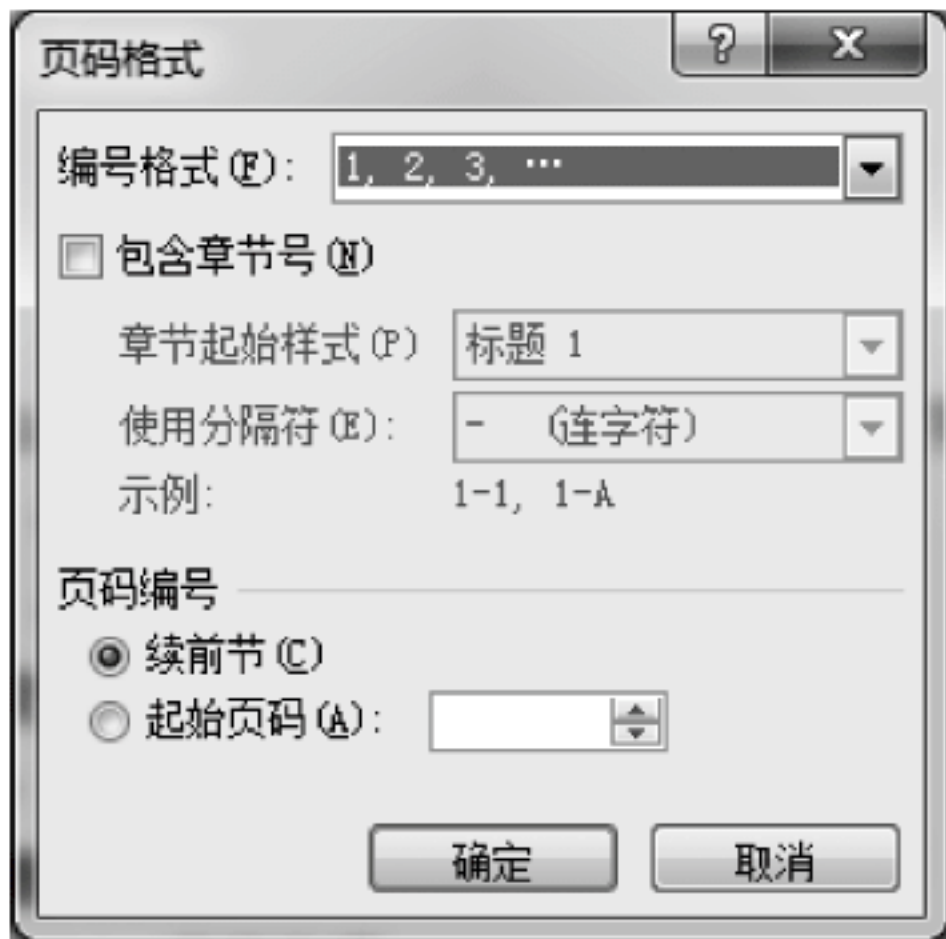 页码格式
编号格式(F): 1, 2, 3, …
包含章节号(N)
章节起始样式(P) 标题 1
使用分隔符(E): - (连字符)
示例: 1-1, 1-A
页码编号
续前节(C)
起始页码(A):
确定 取消